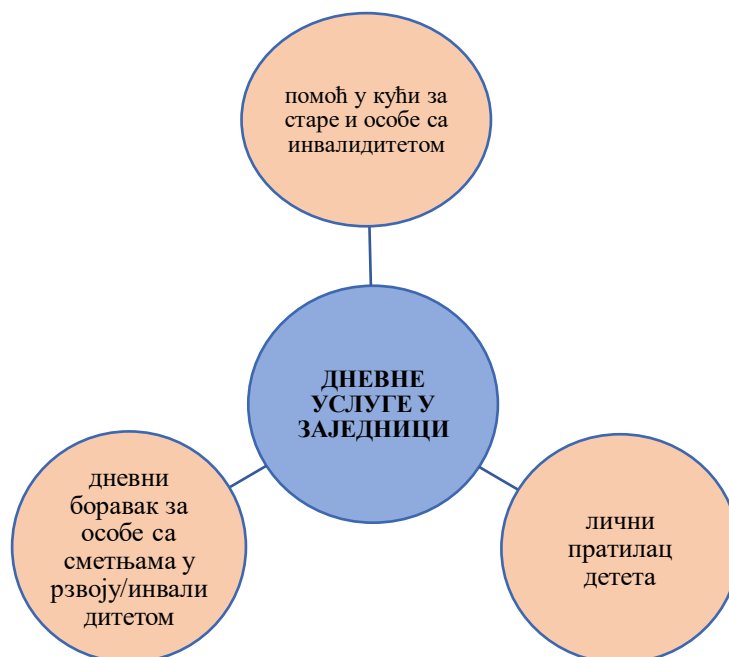 помоћ у кући за
старе и особе са
инвалидитетом
ДНЕВНЕ
УСЛУГЕ У
ЗАЈЕДНИЦИ
дневни
боравак за
особе са
сметњама у
рзвоју/инвали
дитетом
лични
пратилац
детета